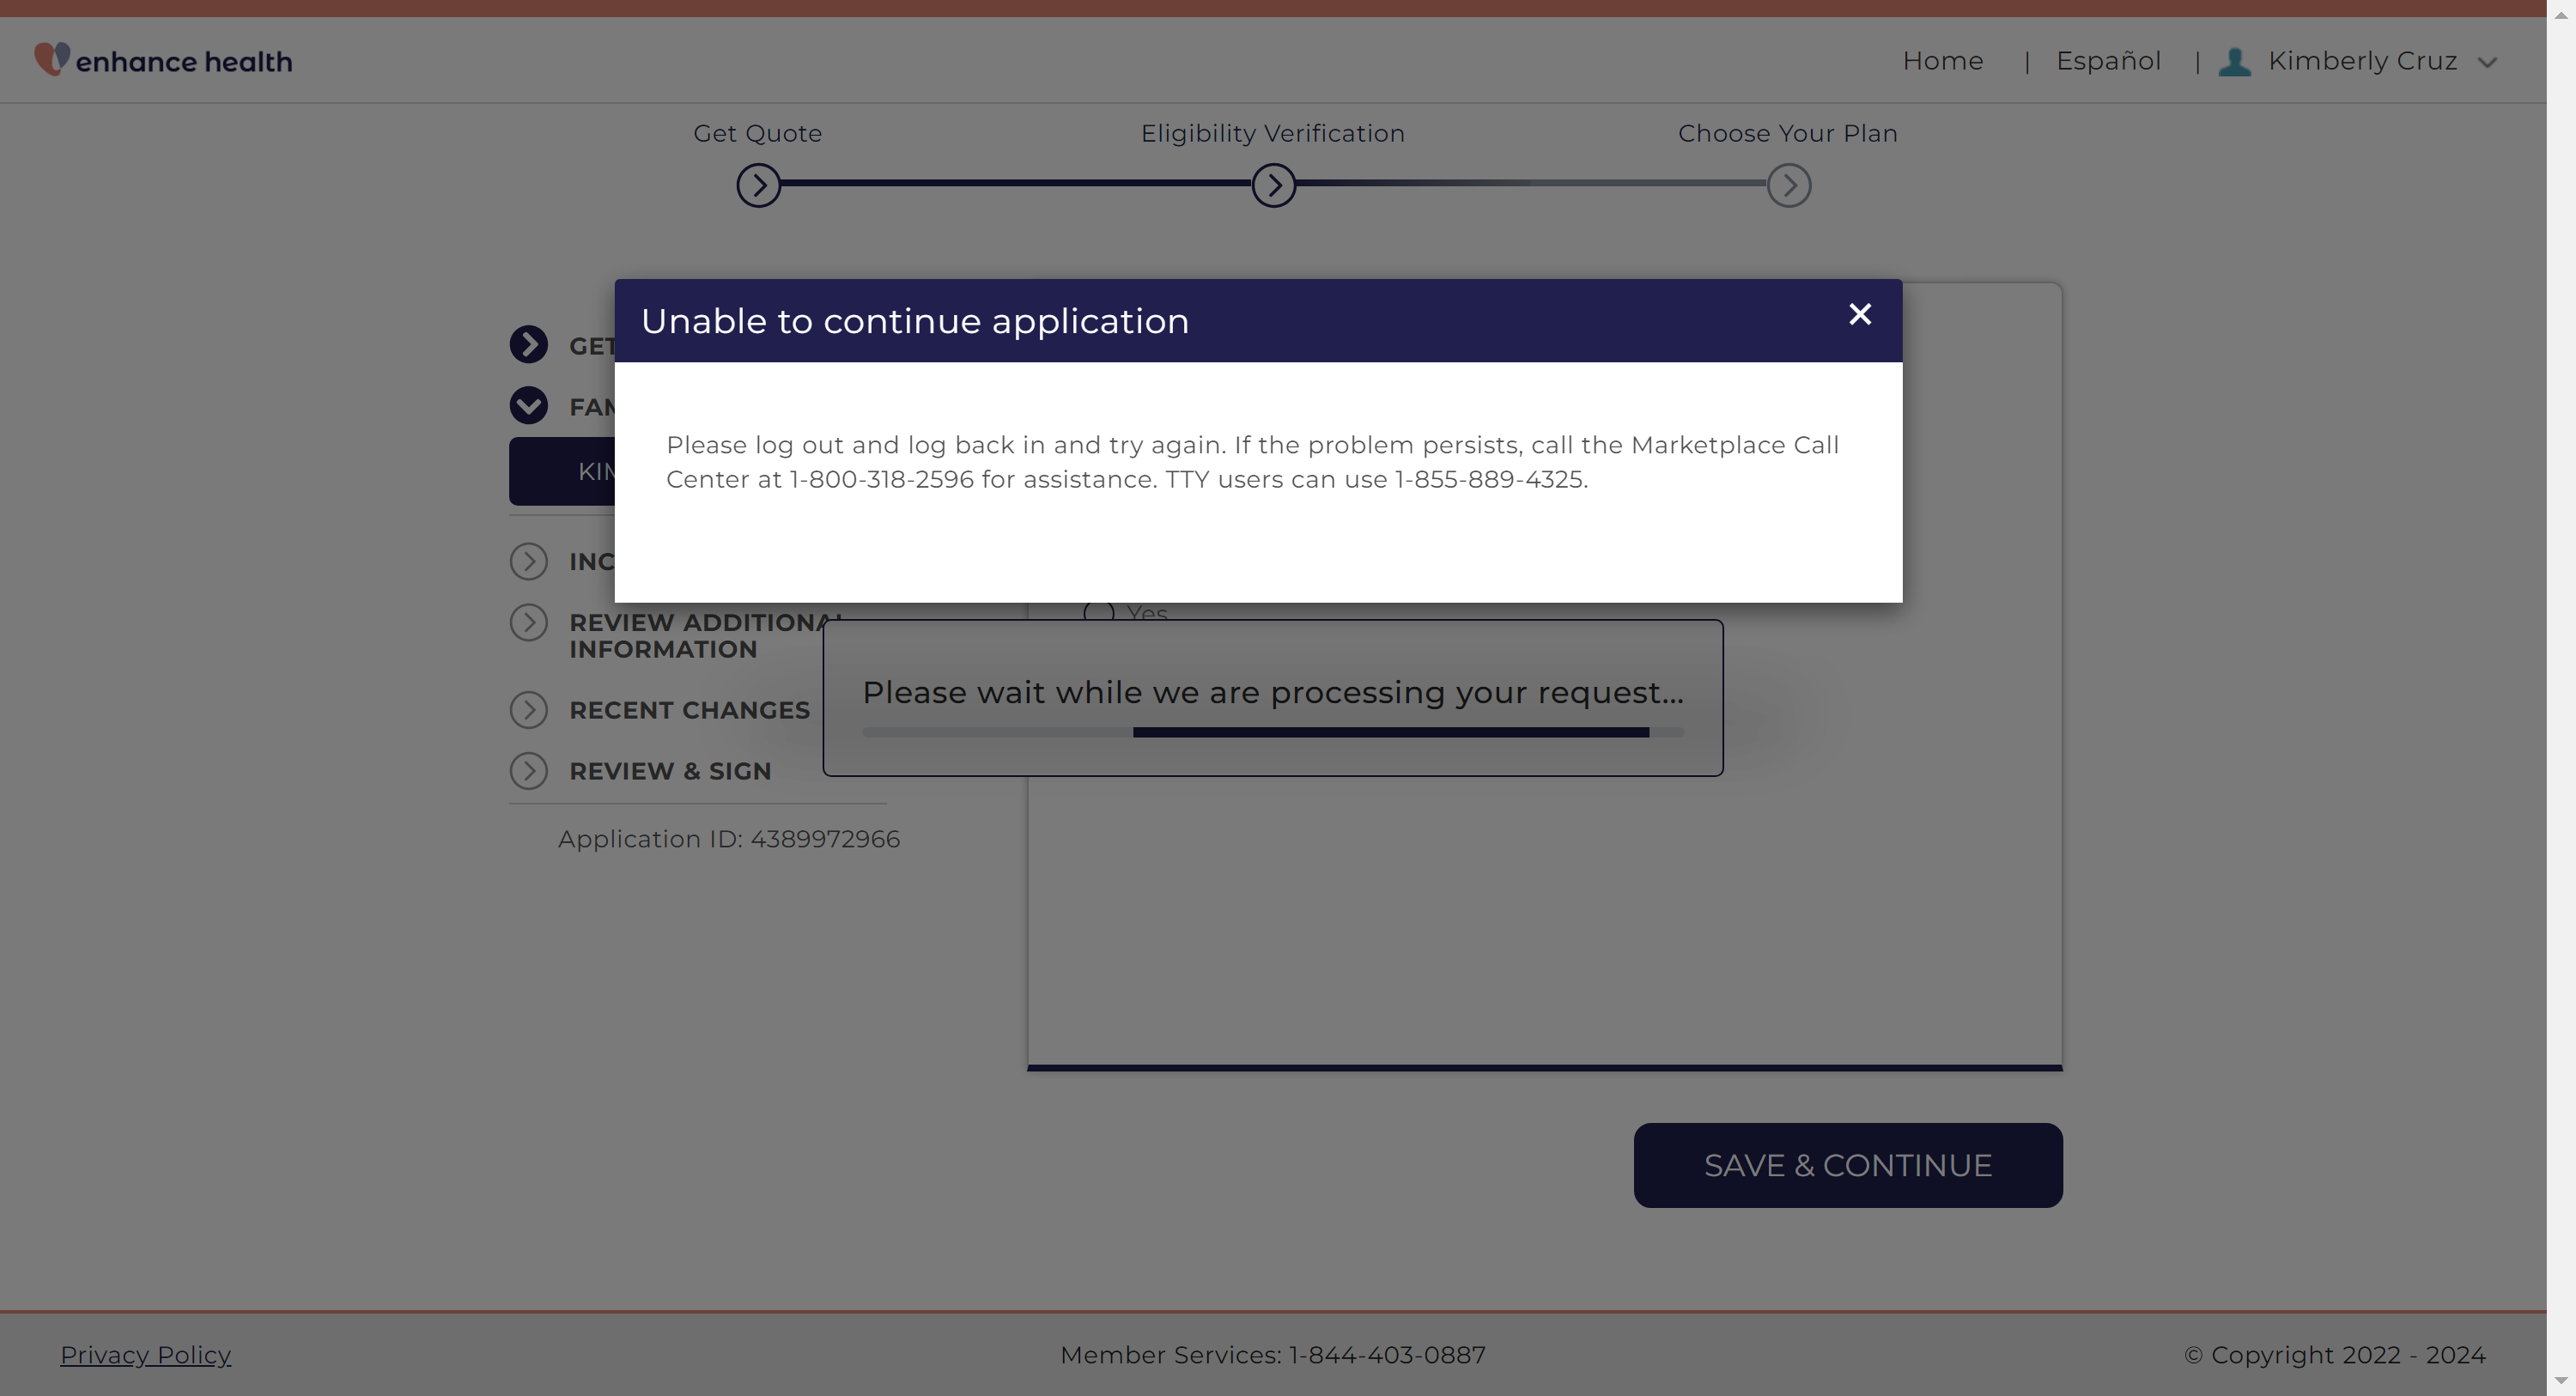 enhance health
Home | Español | Kimberly Cruz
Get Quote
Eligibility Verification
Choose Your Plan
Unable to continue application
Please log out and log back in and try again. If the problem persists, call the Marketplace Call
Center at 1-800-318-2596 for assistance. TTY users can use 1-855-889-4325.
GET
REVIEW ADDITIONAL
INFORMATION
RECENT CHANGES
REVIEW & SIGN
Application ID: 4389972966
Yes
Please wait while we are processing your request...
SAVE & CONTINUE
Privacy Policy
Member Services: 1-844-403-0887
© Copyright 2022 - 2024